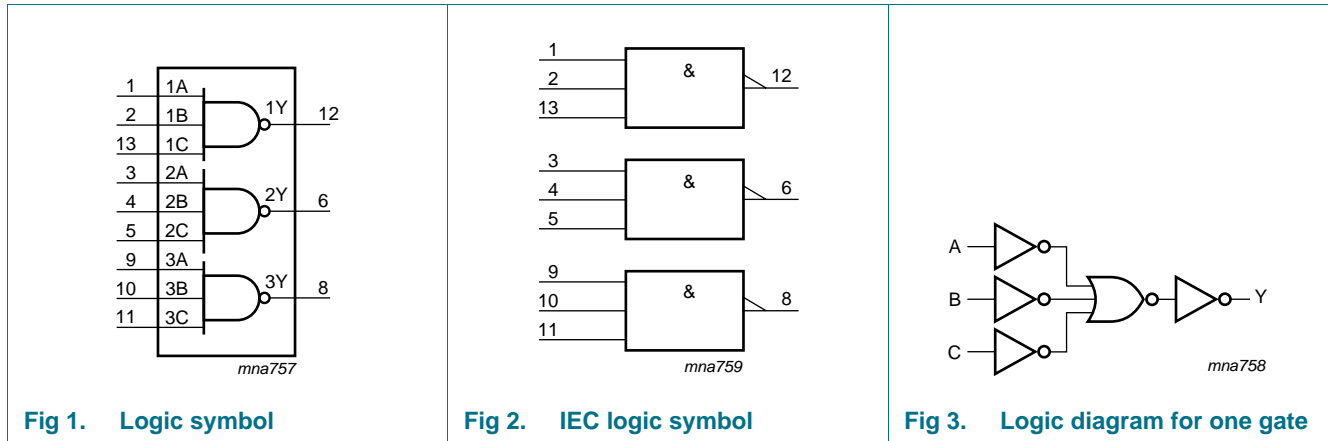 1 1A
1Y 12
2 1B
13 1C
3 2A
2Y 6
4 2B
5 2C
9 3A
3Y 8
10 3B
11 3C
mna757
Fig 1. Logic symbol
1
&
2 12
13
3
&
4 6
5
9
&
10 8
11
mna759
Fig 2. IEC logic symbol
A
B Y
C
mna758
Fig 3. Logic diagram for one gate